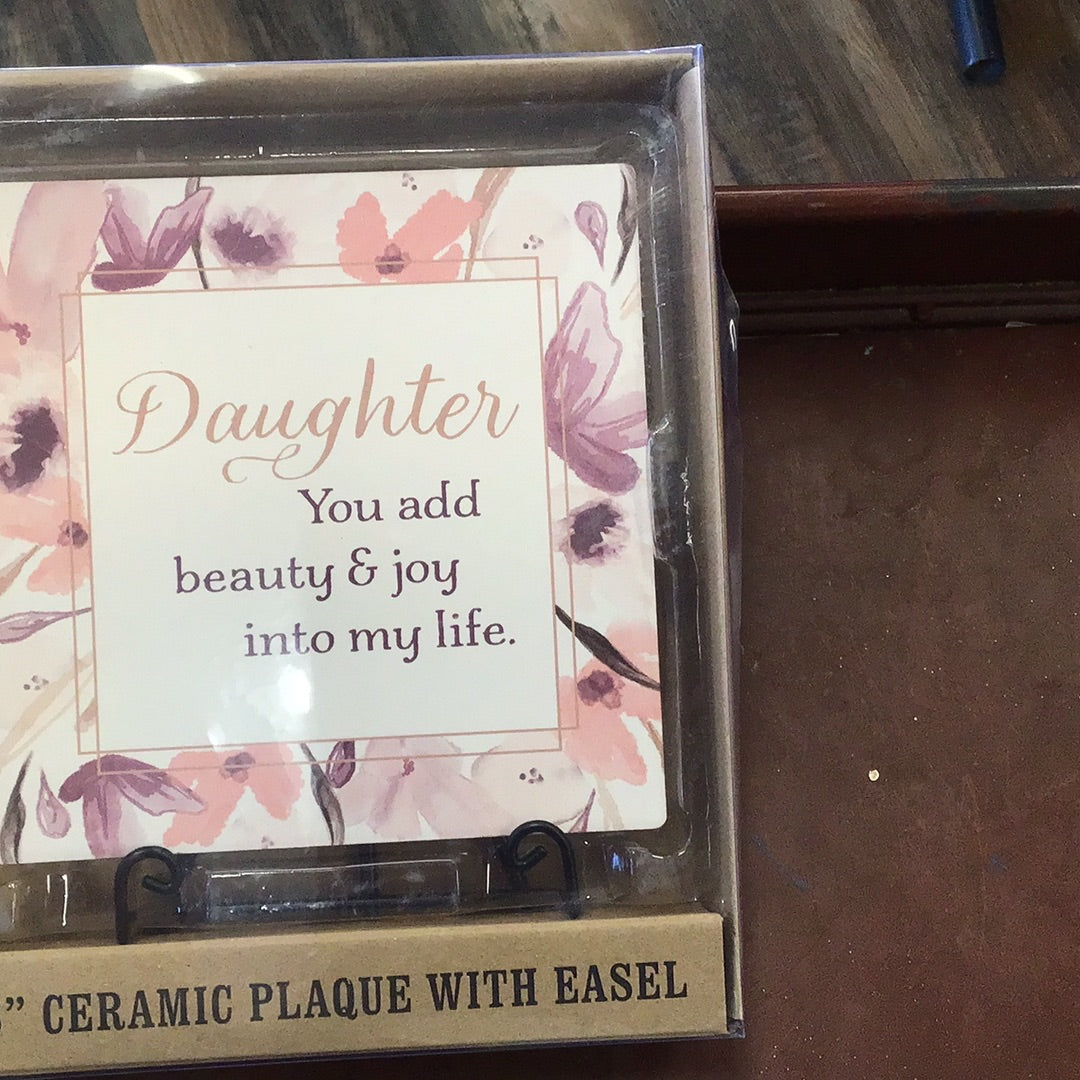 Daughter
You add
beauty & joy
into my life.
” CERAMIC PLAQUE WITH EASEL